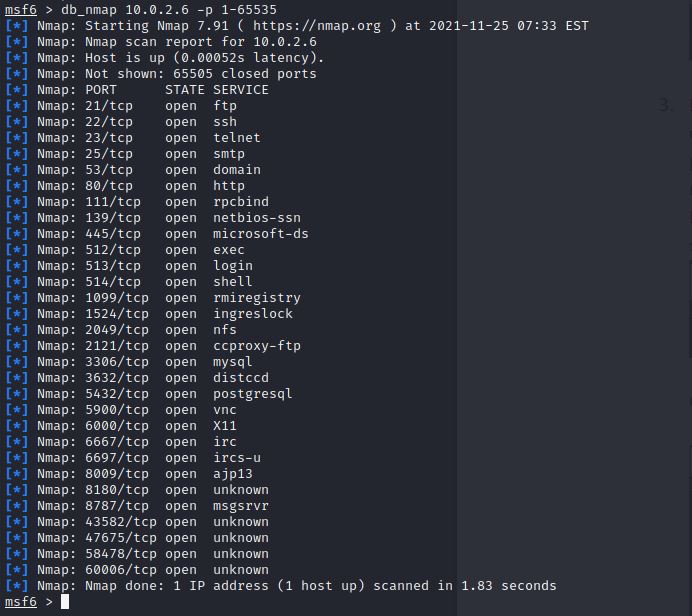 msf6 > db_nmap 10.0.2.6 -p 1-65535
[*] Nmap: Starting Nmap 7.91 ( https://nmap.org ) at 2021-11-25 07:33 EST
[*] Nmap: Nmap scan report for 10.0.2.6
[*] Nmap: Host is up (0.00052s latency).
[*] Nmap: Not shown: 65505 closed ports
[*] Nmap: PORT      STATE SERVICE
[*] Nmap: 21/tcp    open  ftp
[*] Nmap: 22/tcp    open  ssh
[*] Nmap: 23/tcp    open  telnet
[*] Nmap: 25/tcp    open  smtp
[*] Nmap: 53/tcp    open  domain
[*] Nmap: 80/tcp    open  http
[*] Nmap: 111/tcp   open  rpcbind
[*] Nmap: 139/tcp   open  netbios-ssn
[*] Nmap: 445/tcp   open  microsoft-ds
[*] Nmap: 512/tcp   open  exec
[*] Nmap: 513/tcp   open  login
[*] Nmap: 514/tcp   open  shell
[*] Nmap: 1099/tcp  open  rmiregistry
[*] Nmap: 1524/tcp  open  ingreslock
[*] Nmap: 2049/tcp  open  nfs
[*] Nmap: 2121/tcp  open  ccproxy-ftp
[*] Nmap: 3306/tcp  open  mysql
[*] Nmap: 3632/tcp  open  distccd
[*] Nmap: 5432/tcp  open  postgresql
[*] Nmap: 5900/tcp  open  vnc
[*] Nmap: 6000/tcp  open  X11
[*] Nmap: 6667/tcp  open  irc
[*] Nmap: 6697/tcp  open  ircs-u
[*] Nmap: 8009/tcp  open  ajp13
[*] Nmap: 8180/tcp  open  unknown
[*] Nmap: 8787/tcp  open  msgsrvr
[*] Nmap: 43582/tcp open  unknown
[*] Nmap: 47675/tcp open  unknown
[*] Nmap: 58478/tcp open  unknown
[*] Nmap: 60006/tcp open  unknown
[*] Nmap: Nmap done: 1 IP address (1 host up) scanned in 1.83 seconds
msf6 >
3.